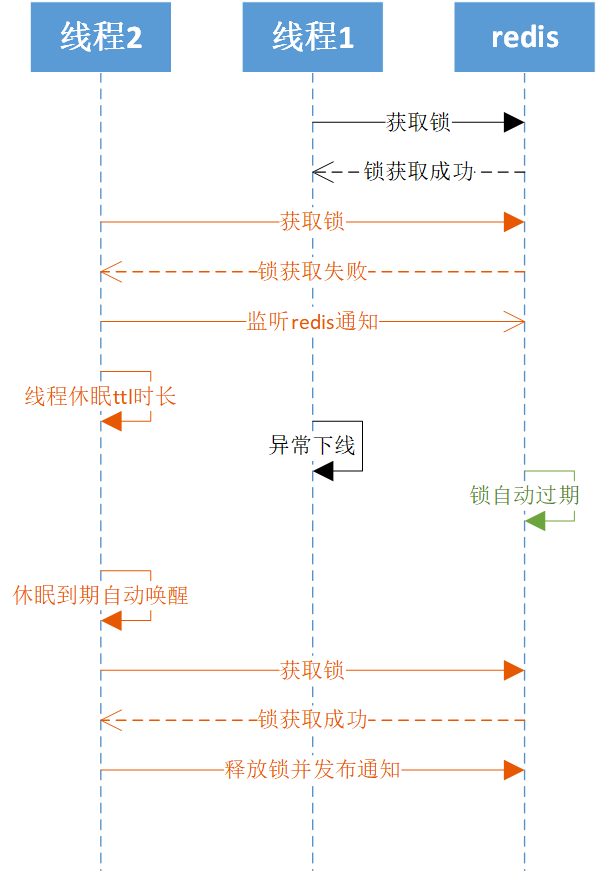 线程2
线程1
redis
获取锁
锁获取成功
获取锁
锁获取失败
监听redis通知
线程休眠ttl时长
异常下线
锁自动过期
休眠到期自动唤醒
获取锁
锁获取成功
释放锁并发布通知